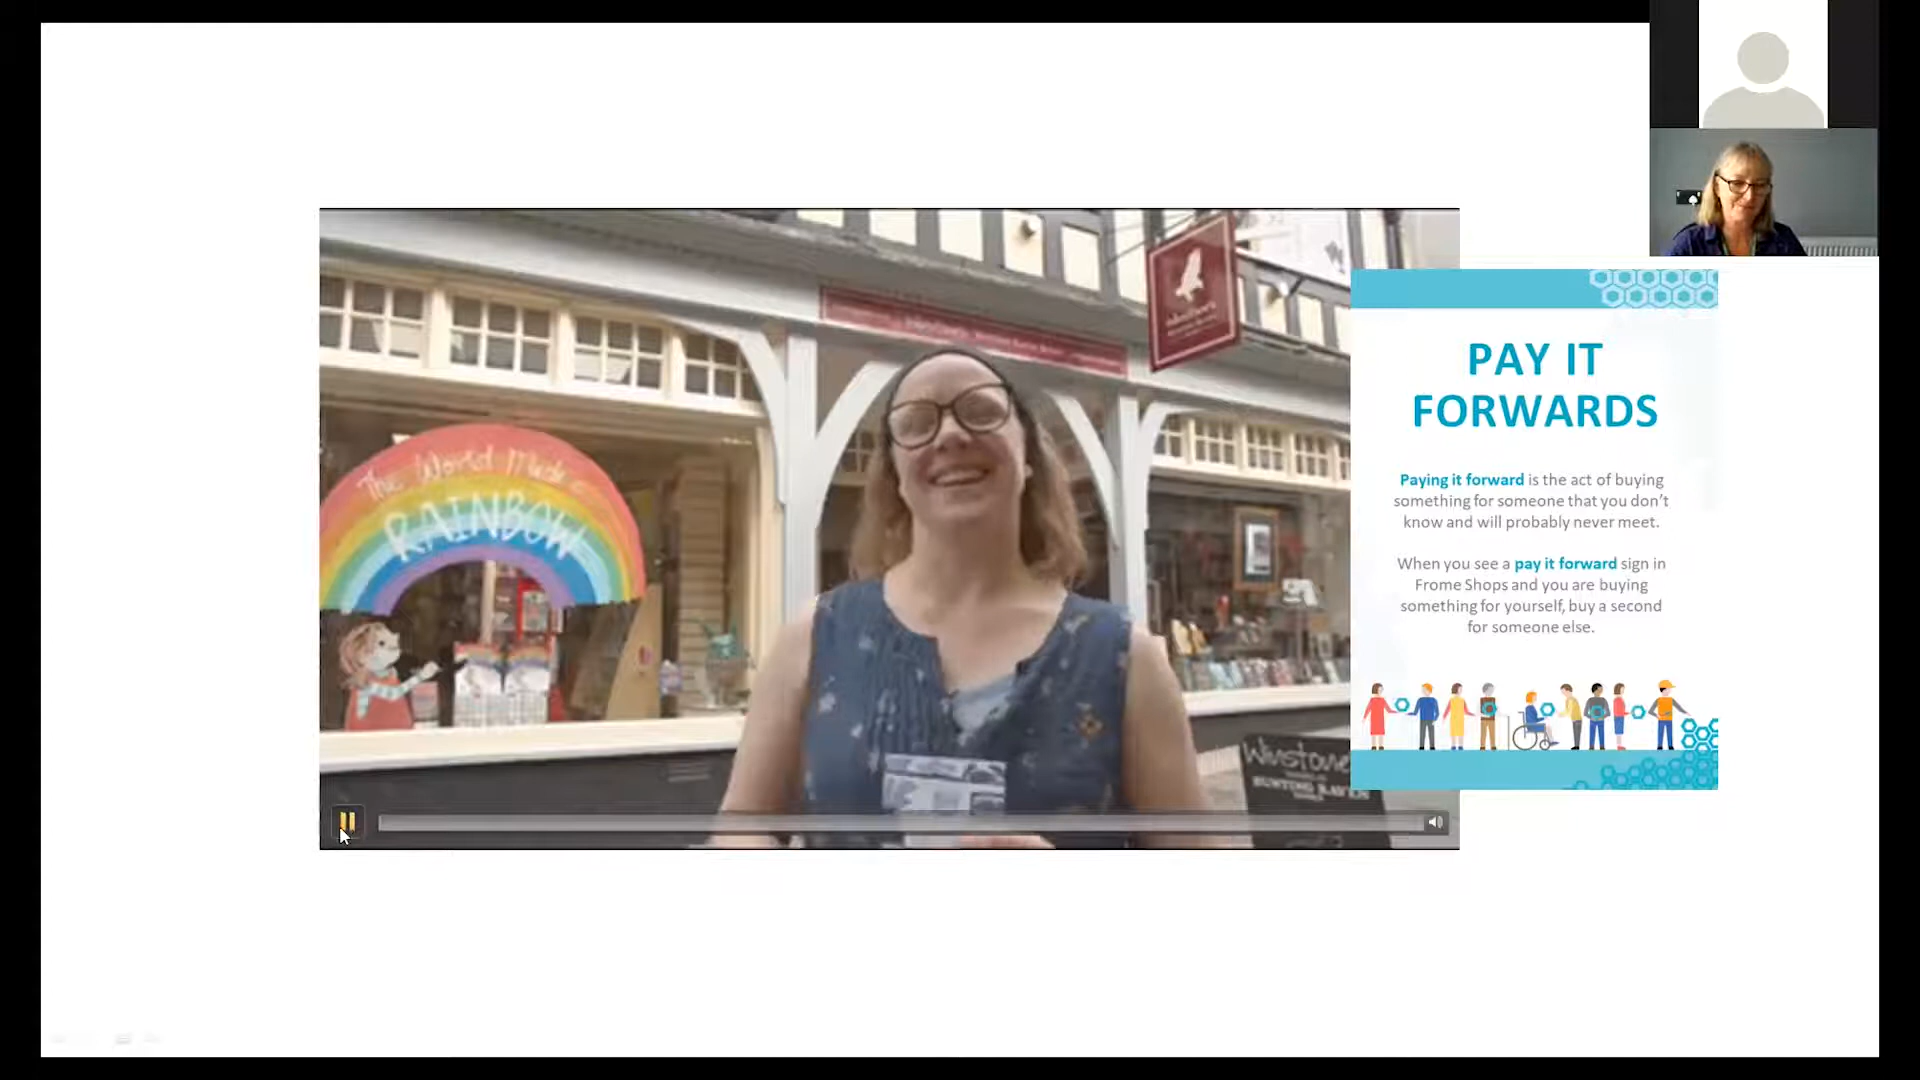 The World Made a
RAINBOW
Winstone
HUNTING RAVEN
PAY IT
FORWARDS
Paying it forward is the act of buying
something for someone that you don't
know and will probably never meet.
When you see a pay it forward sign in
Frome Shops and you are buying
something for yourself, buy a second
for someone else.